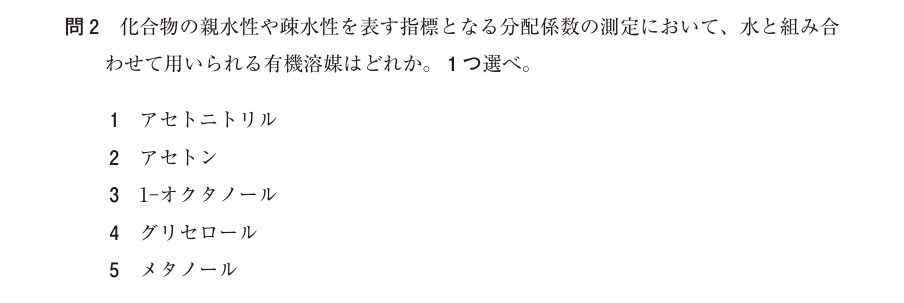 問2 化合物の親水性や疎水性を表す指標となる分配係数の測定において、水と組み合
わせて用いられる有機溶媒はどれか。1つ選べ。
1 アセトニトリル
2 アセトン
3 1-オクタノール
4 グリセロール
5 メタノール